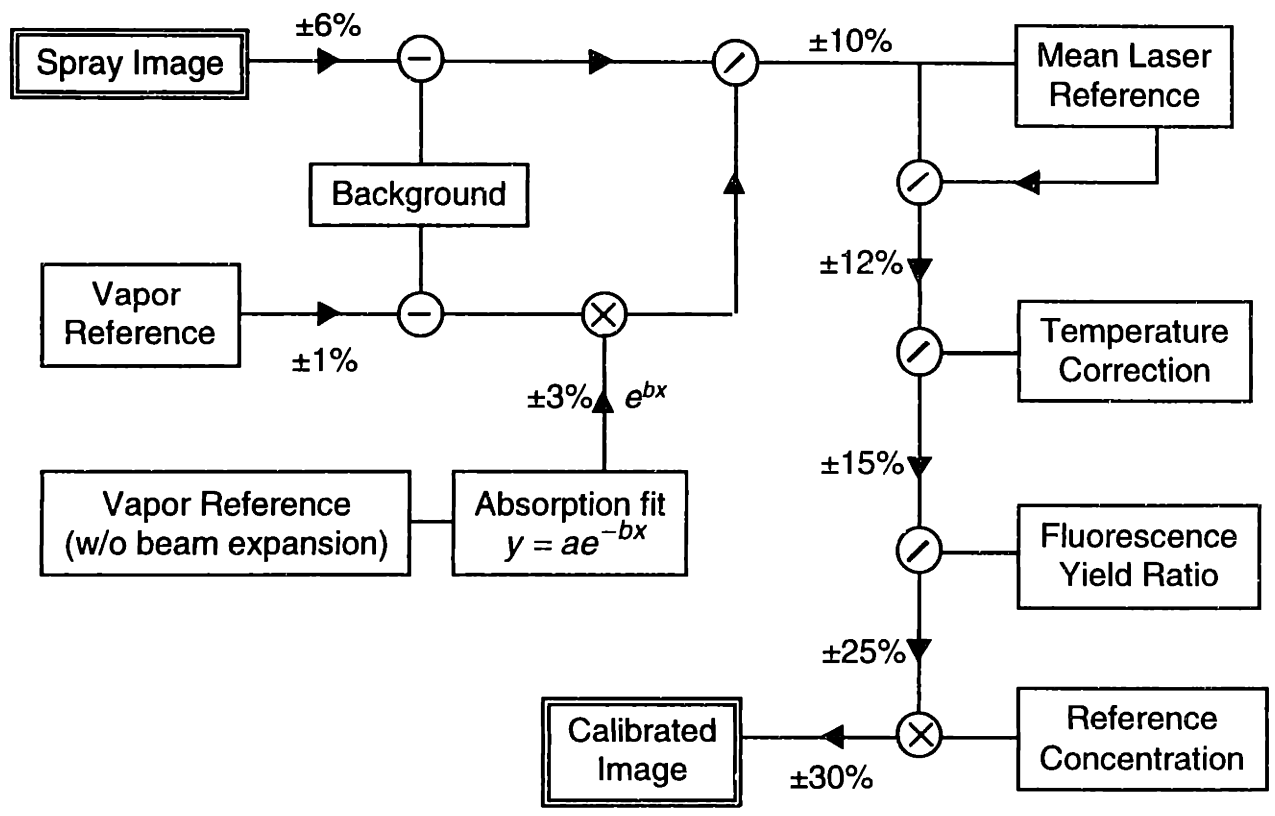 ±6%
Spray Image
±10%
Mean Laser
Reference
Background
±12%
Vapor
Reference
±1%
Temperature
Correction
±3%
e^{bx}
±15%
Vapor Reference
(w/o beam expansion)
Absorption fit
y = ae^{−bx}
Fluorescence
Yield Ratio
±25%
Calibrated
Image
±30%
Reference
Concentration